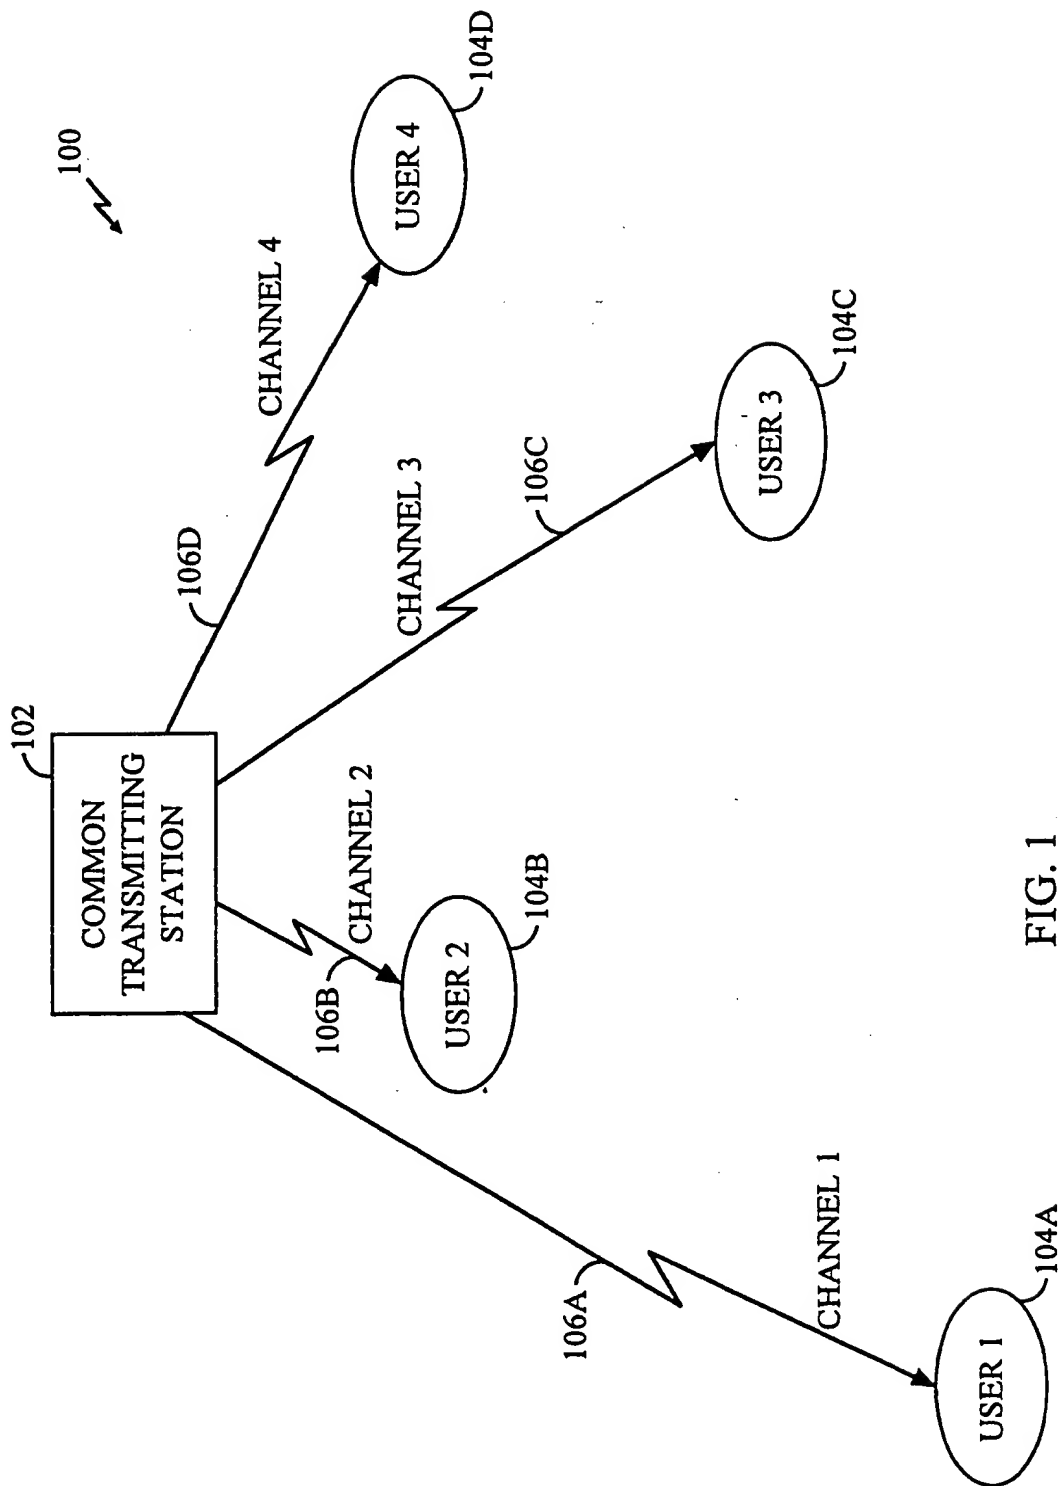 100
102
COMMON
TRANSMITTING
STATION
106D
CHANNEL 4
USER 4
104D
CHANNEL 3
106C
USER 3
104C
106B
CHANNEL 2
USER 2
104B
106A
CHANNEL 1
USER 1
104A
FIG. 1